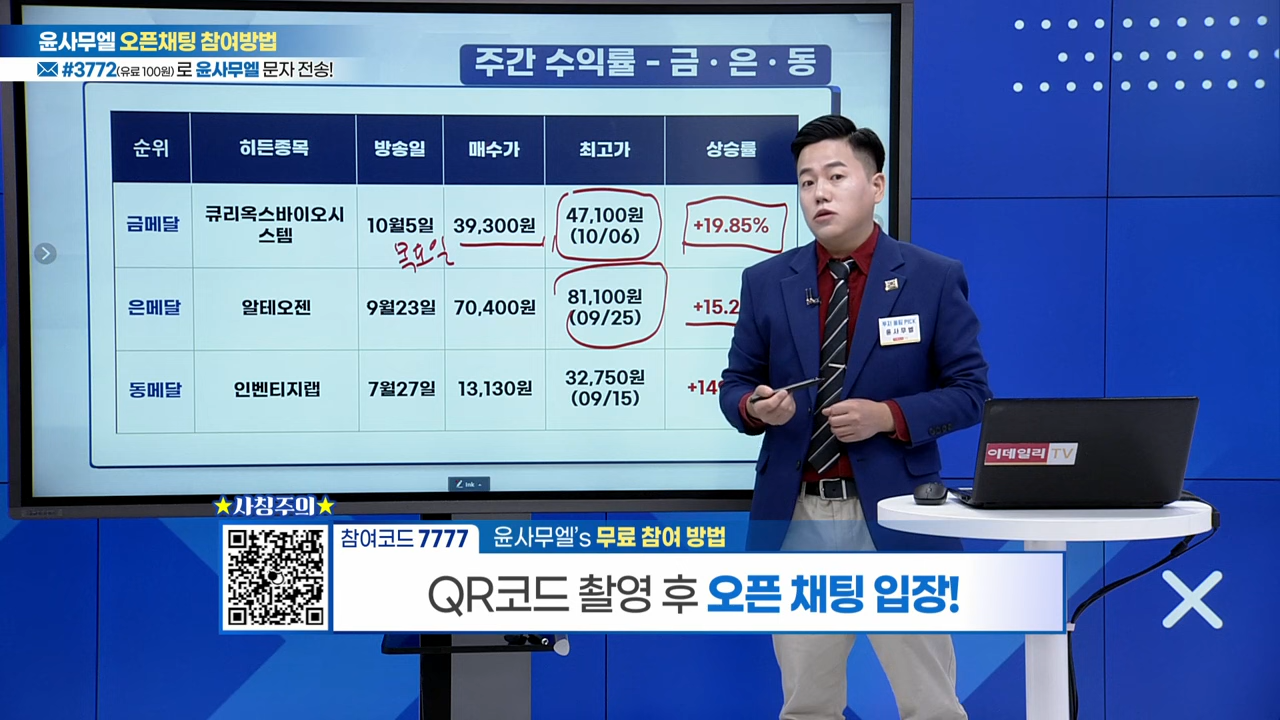 윤사무엘 오픈채팅 참여방법
#3772(유료 100원)로 윤사무엘 문자 전송!
주간 수익률 - 금 · 은 · 동
순위 히든종목 방송일 매수가 최고가 상승률
금메달 큐리옥스바이오시스템 10월5일 39,300원 47,100원 (10/06) +19.85%
목요일
은메달 알테오젠 9월23일 70,400원 81,100원 (09/25) +15.2
동메달 인벤티지랩 7월27일 13,130원 32,750원 (09/15)
Ink
윤사무엘
이데일리TV
★사칭주의★
참여코드 7777 윤사무엘's 무료 참여 방법
QR코드 촬영 후 오픈 채팅 입장!